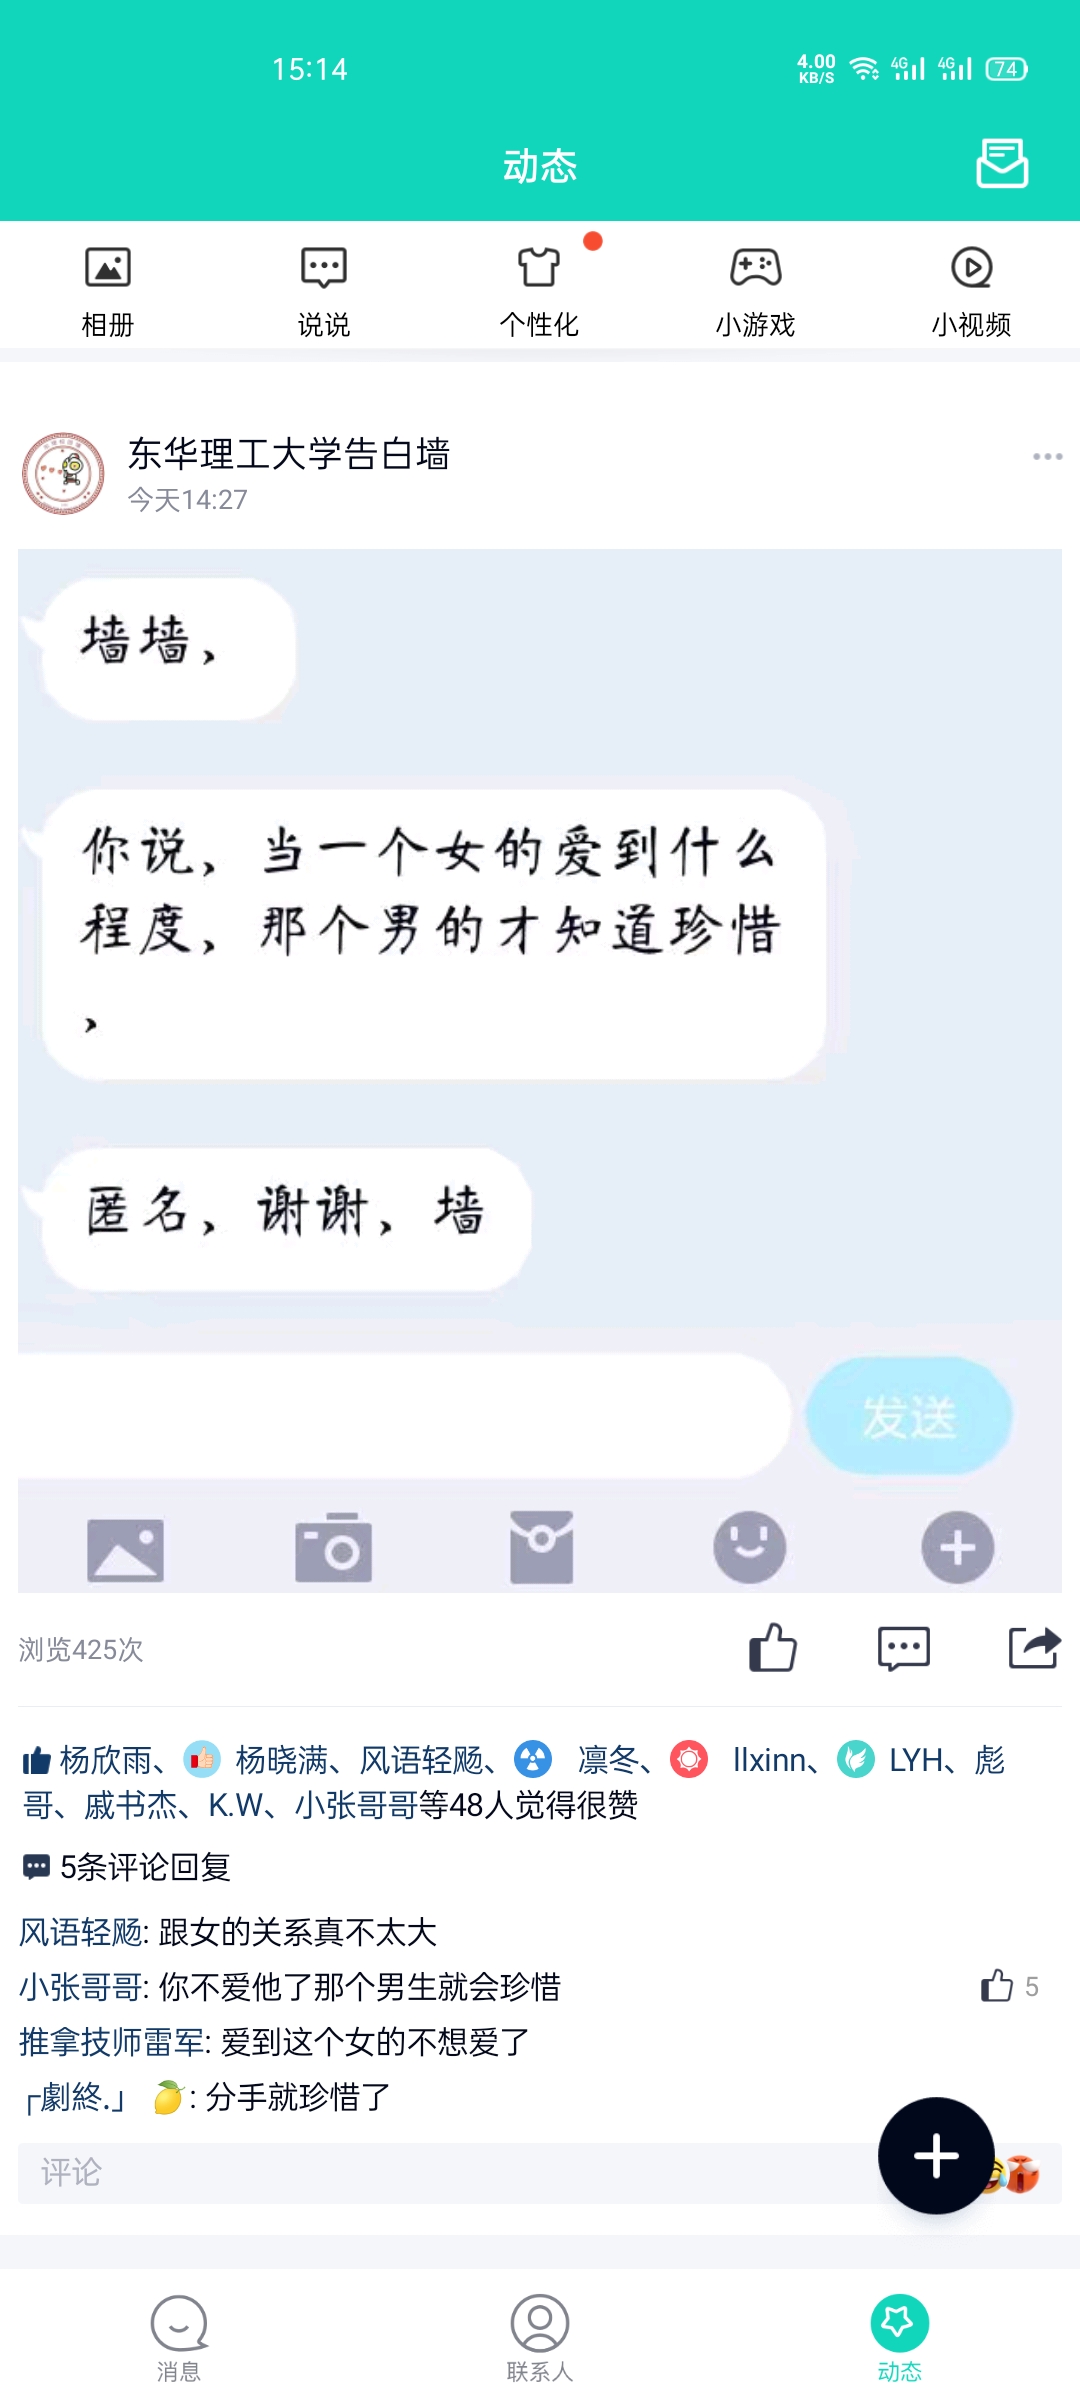 15:14
4.00
KB/S
4G
4G
74
动态
相册
说说
个性化
小游戏
小视频
东华理工大学告白墙
今天14:27
墙墙，
你说，当一个女的爱到什么
程度，那个男的才知道珍惜
，
匿名，谢谢，墙
发送
浏览425次
杨欣雨、 杨晓满、风语轻飏、 凛冬、 llxinn、 LYH、彪
哥、戚书杰、K.W、小张哥哥等48人觉得很赞
5条评论回复
风语轻飏: 跟女的关系真不太大
小张哥哥: 你不爱他了那个男生就会珍惜
5
推拿技师雷军: 爱到这个女的不想爱了
┌劇終.」 🍋: 分手就珍惜了
评论
消息
联系人
动态